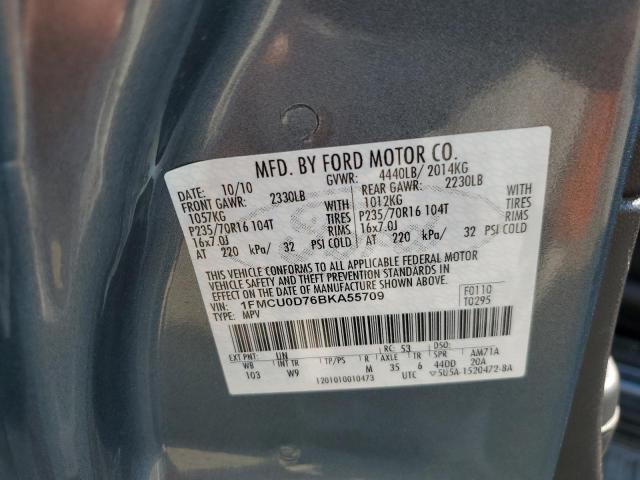 MFD. BY FORD MOTOR CO.
DATE: 10/10 GVWR: 4440LB/ 2014KG
FRONT GAWR: 2330LB REAR GAWR: 2230LB
1057KG WITH 1012KG WITH
P235/70R16 104T TIRES P235/70R16 104T TIRES
16x7.0J RIMS 16x7.0J RIMS
AT 220 kPa/ 32 PSI COLD AT 220 kPa/ 32 PSI COLD
THIS VEHICLE CONFORMS TO ALL APPLICABLE FEDERAL MOTOR
VEHICLE SAFETY AND THEFT PREVENTION STANDARDS IN
EFFECT ON THE DATE OF MANUFACTURE SHOWN ABOVE.
VIN: 1FMCU0D76BKA55709 F0110
TYPE: MPV T0295
EXT PNT: UN RC: 53 DSO:
WB INT TR TP/PS R AXLE TR SPR AM71A
103 W9 M 35 6 44DD 20A
1201010010473 UTC 5U5A-1520472-BA